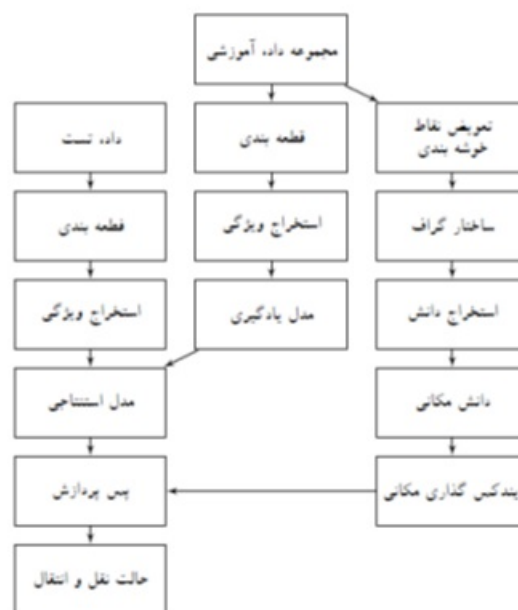 مجموعه داده آموزشی
داده تست
قطعه بندی
تعویض نقاط
خوشه بندی
قطعه بندی
استخراج ویژگی
ساختار گراف
استخراج ویژگی
مدل یادگیری
استخراج دانش
مدل استنتاجی
دانش مکانی
پس پردازش
یندکس گذاری مکانی
حالت نقل و انتقال